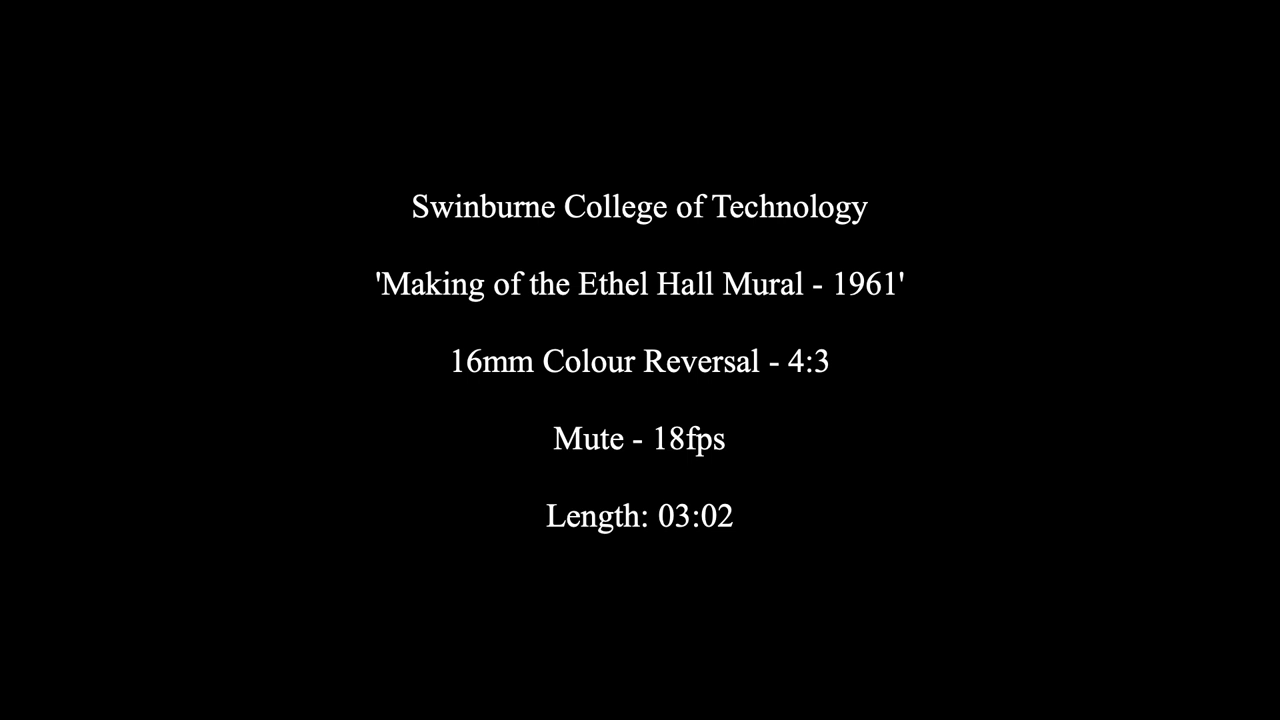 Swinburne College of Technology
'Making of the Ethel Hall Mural - 1961'
16mm Colour Reversal - 4:3
Mute - 18fps
Length: 03:02